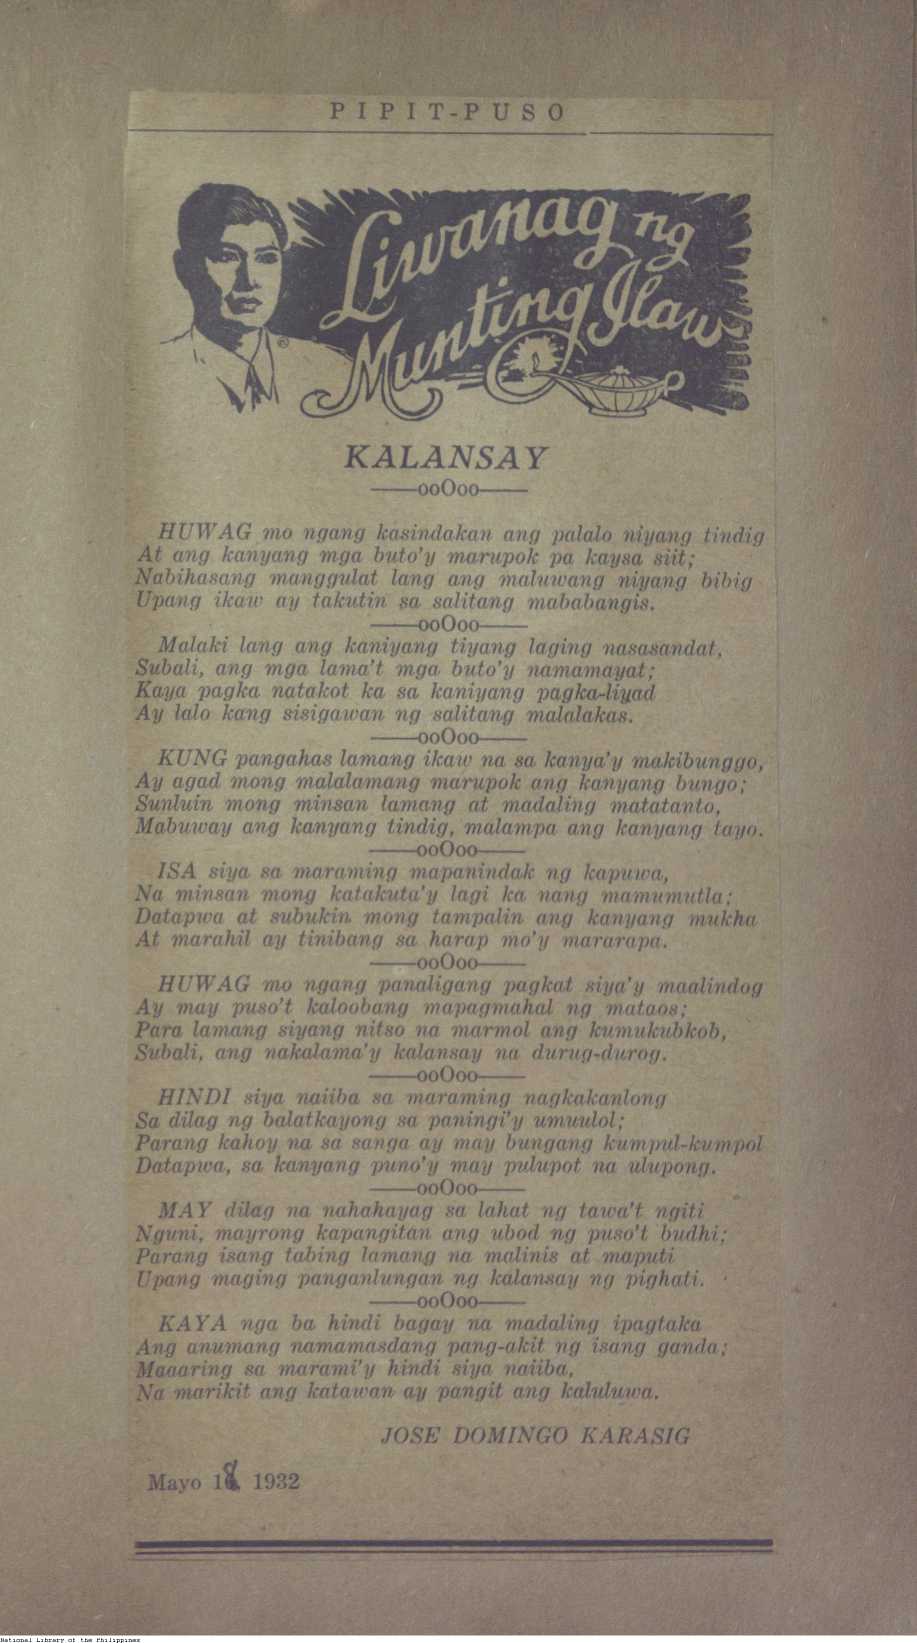 PIPIT-PUSO
Liwanag ng
Munting Ilaw
KALANSAY
——ooOoo——
HUWAG mo ngang kasindakan ang palalo niyang tindig
At ang kanyang mga buto'y marupok pa kaysa siit;
Nabihasang manggulat lang ang maluwang niyang bibig
Upang ikaw ay takutin sa salitang mababangis.
——ooOoo——
Malaki lang ang kaniyang tiyang laging nasasandat,
Subali, ang mga lama't mga buto'y namamayat;
Kaya pagka natakot ka sa kaniyang pagka-liyad
Ay lalo kang sisigawan ng salitang malalakas.
——ooOoo——
KUNG pangahas lamang ikaw na sa kanya'y makibunggo,
Ay agad mong malalamang marupok ang kanyang bungo;
Sunluin mong minsan lamang at madaling matatanto,
Mabuway ang kanyang tindig, malampa ang kanyang tayo.
——ooOoo——
ISA siya sa maraming mapanindak ng kapuwa,
Na minsan mong katakuta'y lagi ka nang mamumutla;
Datapwa at subukin mong tampalin ang kanyang mukha
At marahil ay tinibang sa harap mo'y mararapa.
——ooOoo——
HUWAG mo ngang panaligang pagkat siya'y maalindog
Ay may puso't kaloobang mapagmahal ng mataos;
Para lamang siyang nitso na marmol ang kumukubkob,
Subali, ang nakalama'y kalansay na durug-durog.
——ooOoo——
HINDI siya naiiba sa maraming nagkakanlong
Sa dilag ng balatkayong sa paningi'y umuulol;
Parang kahoy na sa sanga ay may bungang kumpul-kumpol
Datapwa, sa kanyang puno'y may pulupot na ulupong.
——ooOoo——
MAY dilag na nahahayag sa lahat ng tawa't ngiti
Nguni, mayrong kapangitan ang ubod ng puso't budhi;
Parang isang tabing lamang na malinis at maputi
Upang maging panganlungan ng kalansay ng pighati.
——ooOoo——
KAYA nga ba hindi bagay na madaling ipagtaka
Ang anumang namamasdang pang-akit ng isang ganda;
Maaaring sa marami'y hindi siya naiiba,
Na marikit ang katawan ay pangit ang kaluluwa.
JOSE DOMINGO KARASIG
Mayo 18, 1932
National Library of the Philippines